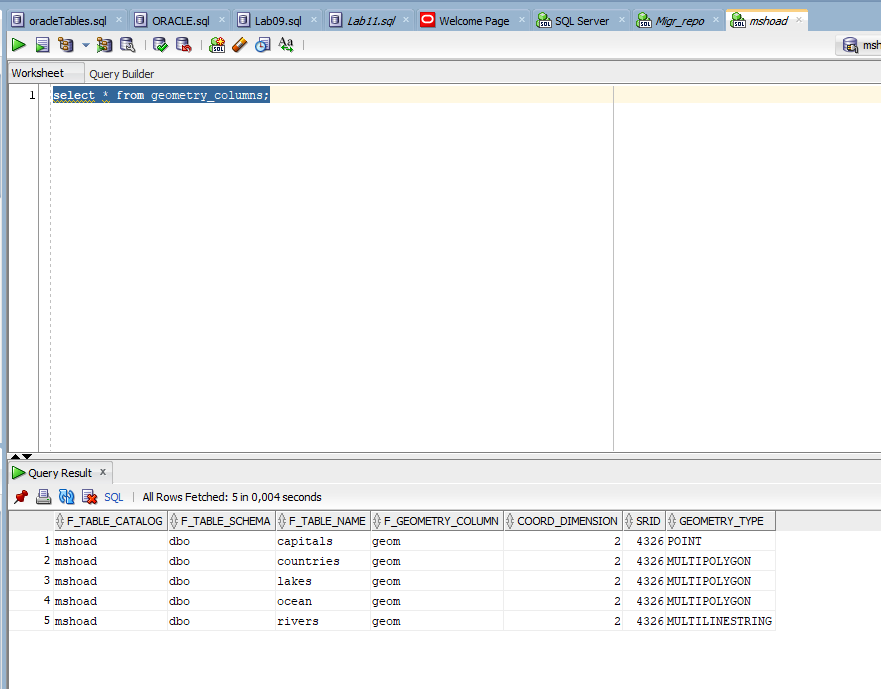 oracleTables.sql ORACLE.sql Lab09.sql Lab11.sql Welcome Page SQL Server Migr_repo mshoad
Worksheet Query Builder
1 select * from geometry_columns;
Query Result
SQL All Rows Fetched: 5 in 0,004 seconds
F_TABLE_CATALOG F_TABLE_SCHEMA F_TABLE_NAME F_GEOMETRY_COLUMN COORD_DIMENSION SRID GEOMETRY_TYPE
1 mshoad dbo capitals geom 2 4326 POINT
2 mshoad dbo countries geom 2 4326 MULTIPOLYGON
3 mshoad dbo lakes geom 2 4326 MULTIPOLYGON
4 mshoad dbo ocean geom 2 4326 MULTIPOLYGON
5 mshoad dbo rivers geom 2 4326 MULTILINESTRING